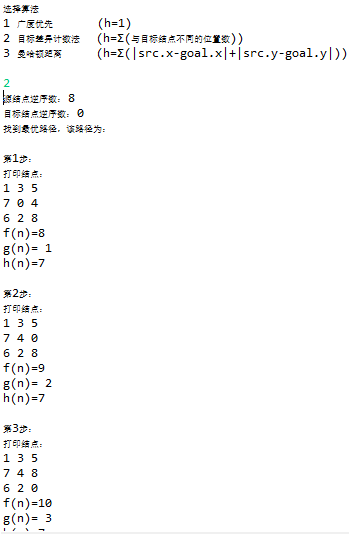 选择算法
1 广度优先 (h=1)
2 目标差异计数法 (h=Σ(与目标结点不同的位置数))
3 曼哈顿距离 (h=Σ(|src.x-goal.x|+|src.y-goal.y|))
2
源结点逆序数: 8
目标结点逆序数: 0
找到最优路径，该路径为:
第1步:
打印结点:
1 3 5
7 0 4
6 2 8
f(n)=8
g(n)= 1
h(n)=7
第2步:
打印结点:
1 3 5
7 4 0
6 2 8
f(n)=9
g(n)= 2
h(n)=7
第3步:
打印结点:
1 3 5
7 4 8
6 2 0
f(n)=10
g(n)= 3